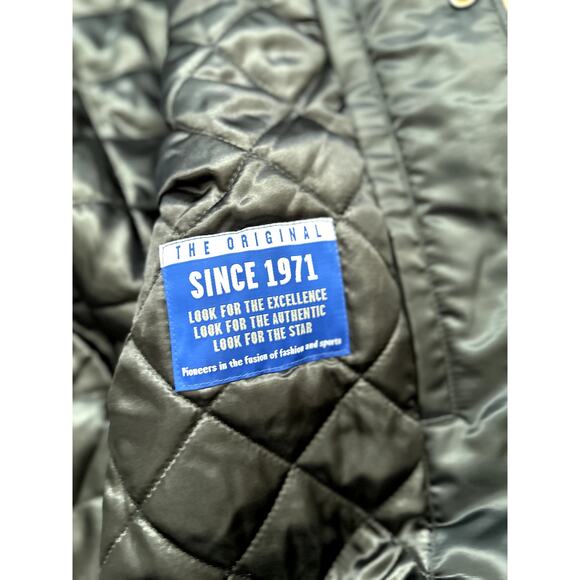 THE ORIGINAL
SINCE 1971
LOOK FOR THE EXCELLENCE
LOOK FOR THE AUTHENTIC
LOOK FOR THE STAR
Pioneers in the fusion of fashion and sports